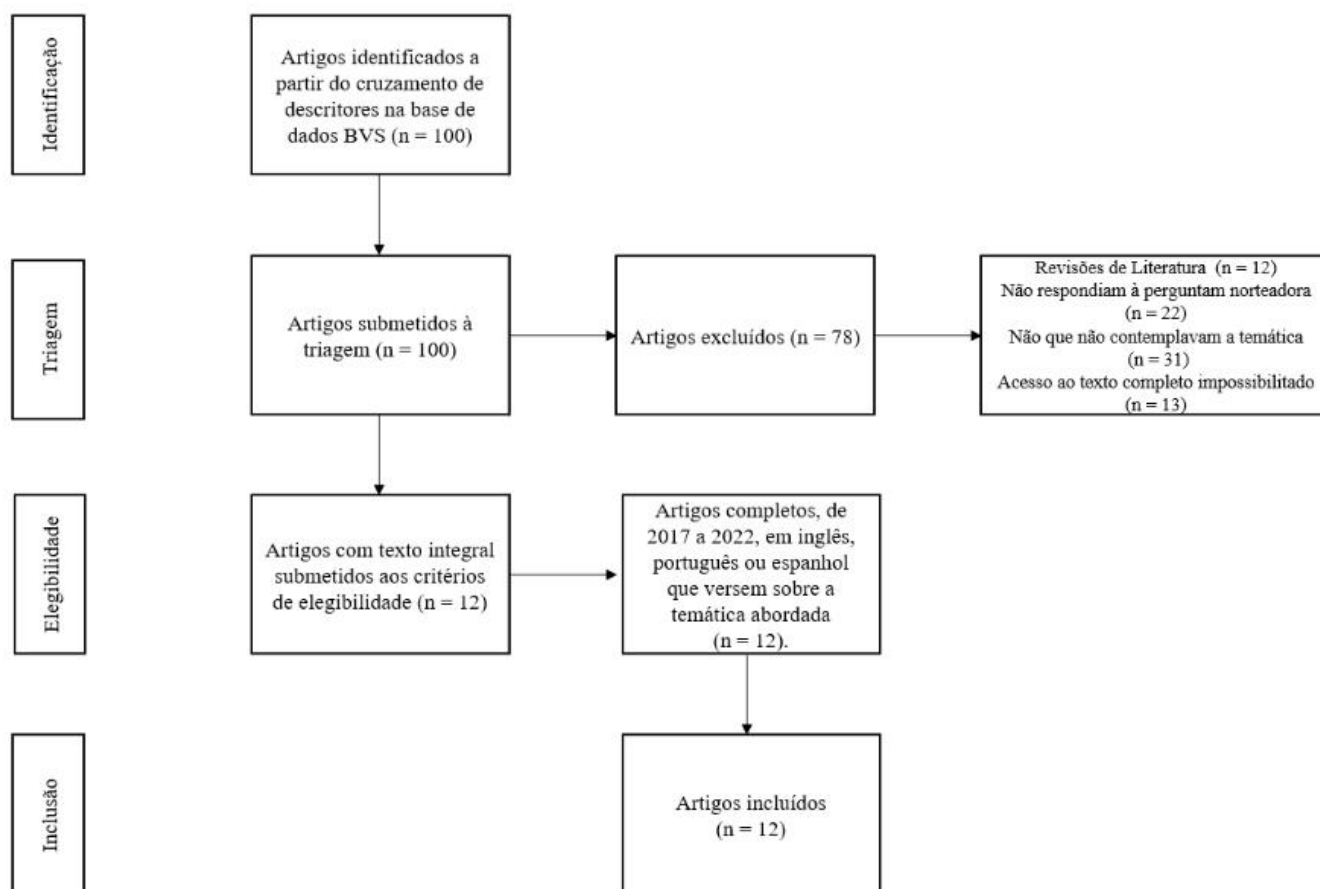 Identificação
Artigos identificados a
partir do cruzamento de
descritores na base de
dados BVS (n = 100)
Triagem
Artigos submetidos à
triagem (n = 100)
Artigos excluídos (n = 78)
Revisões de Literatura (n = 12)
Não respondiam à perguntam norteadora
(n = 22)
Não que não contemplavam a temática
(n = 31)
Acesso ao texto completo impossibilitado
(n = 13)
Elegibilidade
Artigos com texto integral
submetidos aos critérios
de elegibilidade (n = 12)
Artigos completos, de
2017 a 2022, em inglês,
português ou espanhol
que versem sobre a
temática abordada
(n = 12).
Inclusão
Artigos incluídos
(n = 12)